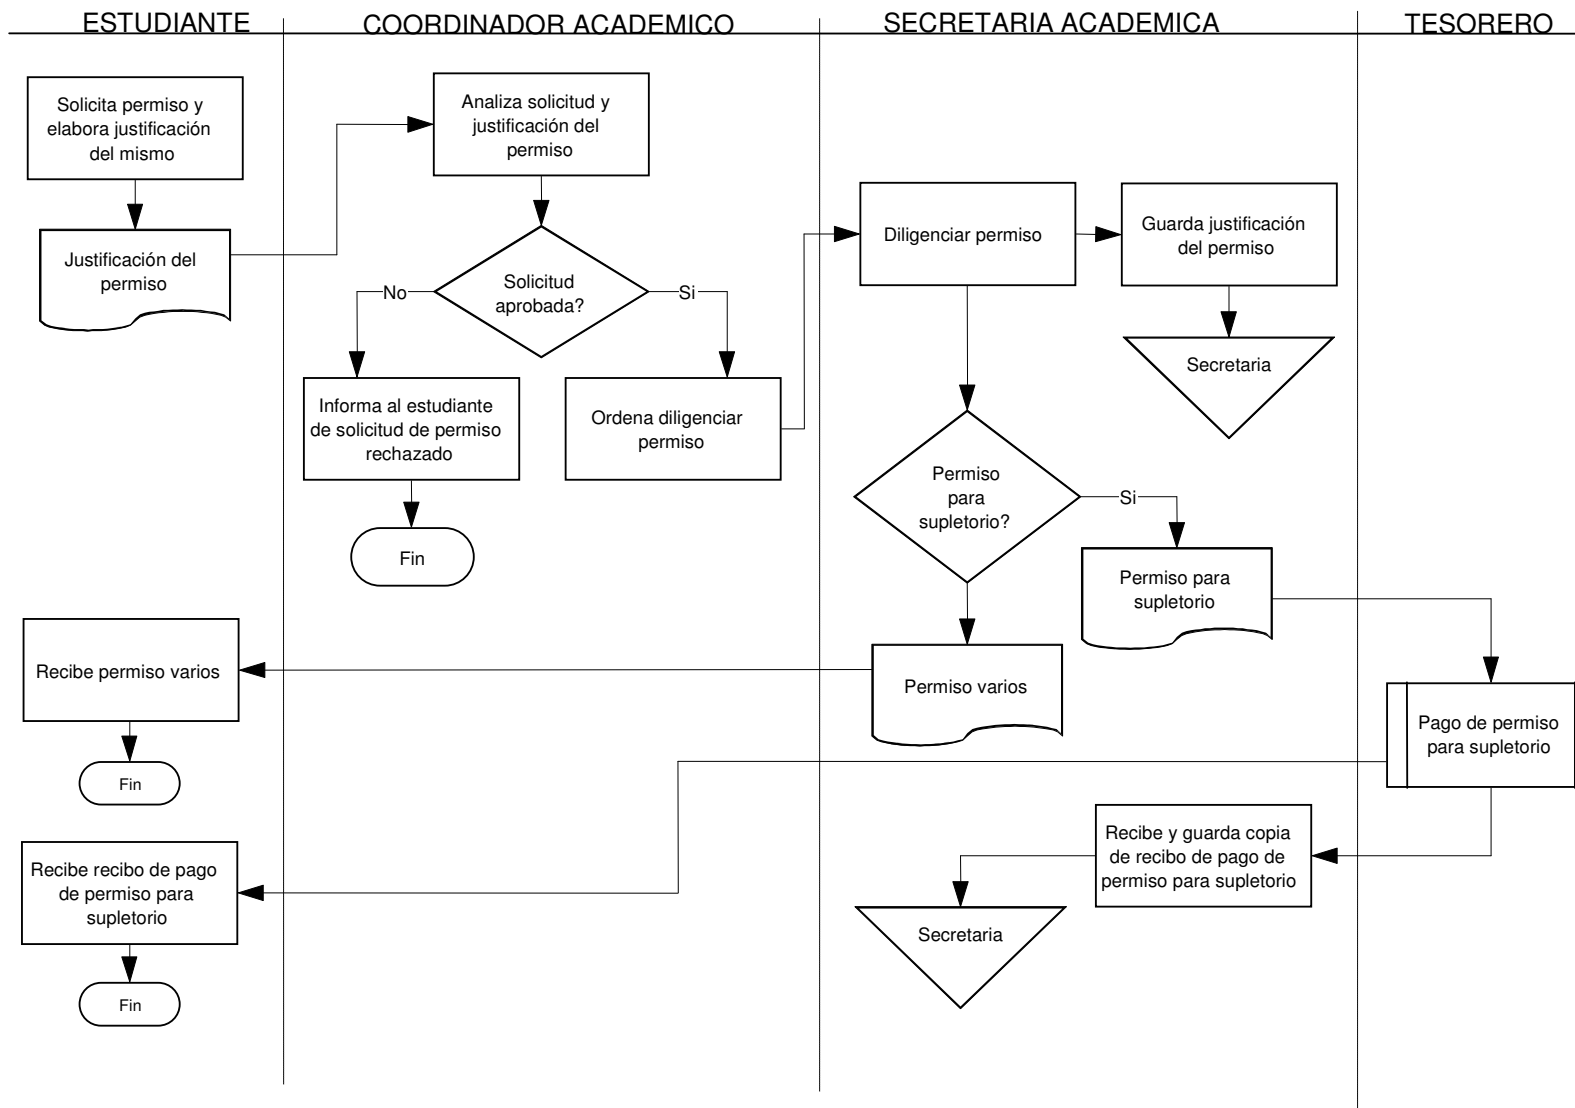 ESTUDIANTE
COORDINADOR ACADEMICO
SECRETARIA ACADEMICA
TESORERO
Solicita permiso y
elabora justificación
del mismo
Analiza solicitud y
justificación del
permiso
Diligenciar permiso
Guarda justificación
del permiso
Justificación del
permiso
Solicitud
aprobada?
No
Si
Secretaria
Informa al estudiante
de solicitud de permiso
rechazado
Ordena diligenciar
permiso
Permiso
para
supletorio?
Si
Fin
Permiso para
supletorio
Recibe permiso varios
Permiso varios
Pago de permiso
para supletorio
Fin
Recibe y guarda copia
de recibo de pago de
permiso para supletorio
Recibe recibo de pago
de permiso para
supletorio
Secretaria
Fin